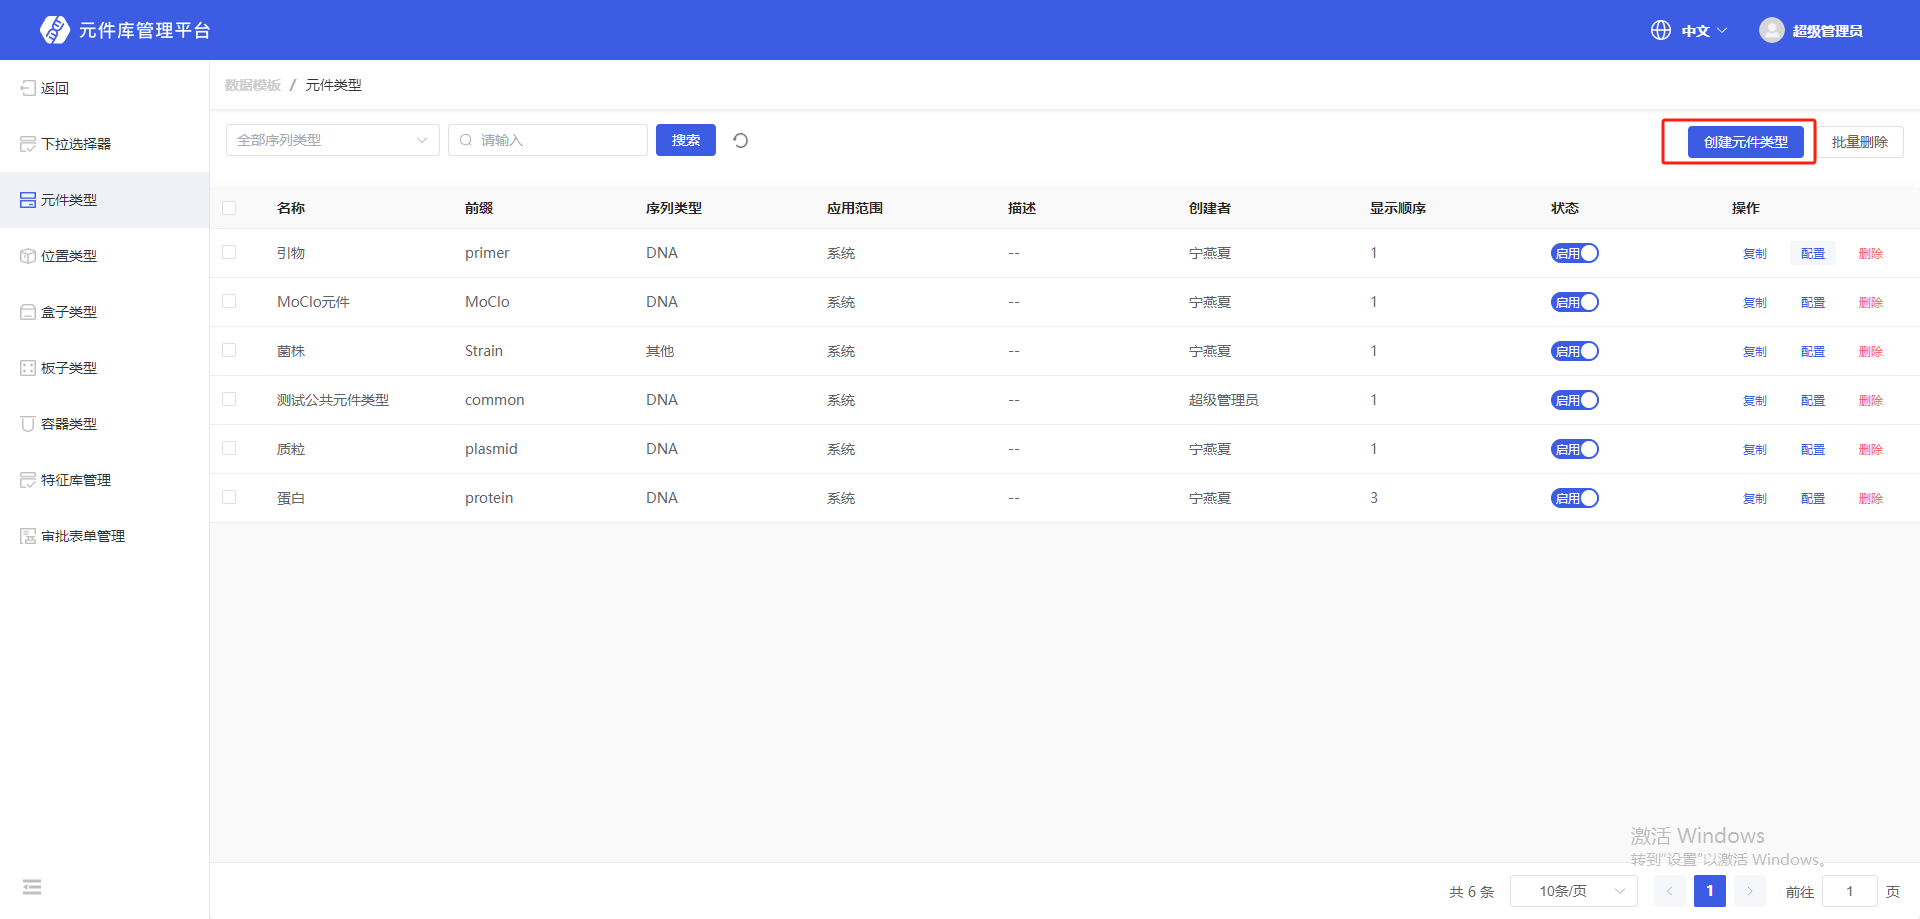 元件库管理平台
中文
超级管理员
返回
下拉选择器
元件类型
位置类型
盒子类型
板子类型
容器类型
特征库管理
审批表单管理
数据模板 / 元件类型
全部序列类型 请输入 搜索 创建元件类型 批量删除
名称 前缀 序列类型 应用范围 描述 创建者 显示顺序 状态 操作
引物 primer DNA 系统 -- 宁燕夏 1 启用 复制 配置 删除
MoClo元件 MoClo DNA 系统 -- 宁燕夏 1 启用 复制 配置 删除
菌株 Strain 其他 系统 -- 宁燕夏 1 启用 复制 配置 删除
测试公共元件类型 common DNA 系统 -- 超级管理员 1 启用 复制 配置 删除
质粒 plasmid DNA 系统 -- 宁燕夏 1 启用 复制 配置 删除
蛋白 protein DNA 系统 -- 宁燕夏 3 启用 复制 配置 删除
激活 Windows
转到"设置"以激活 Windows。
共 6 条 10条/页 1 前往 1 页